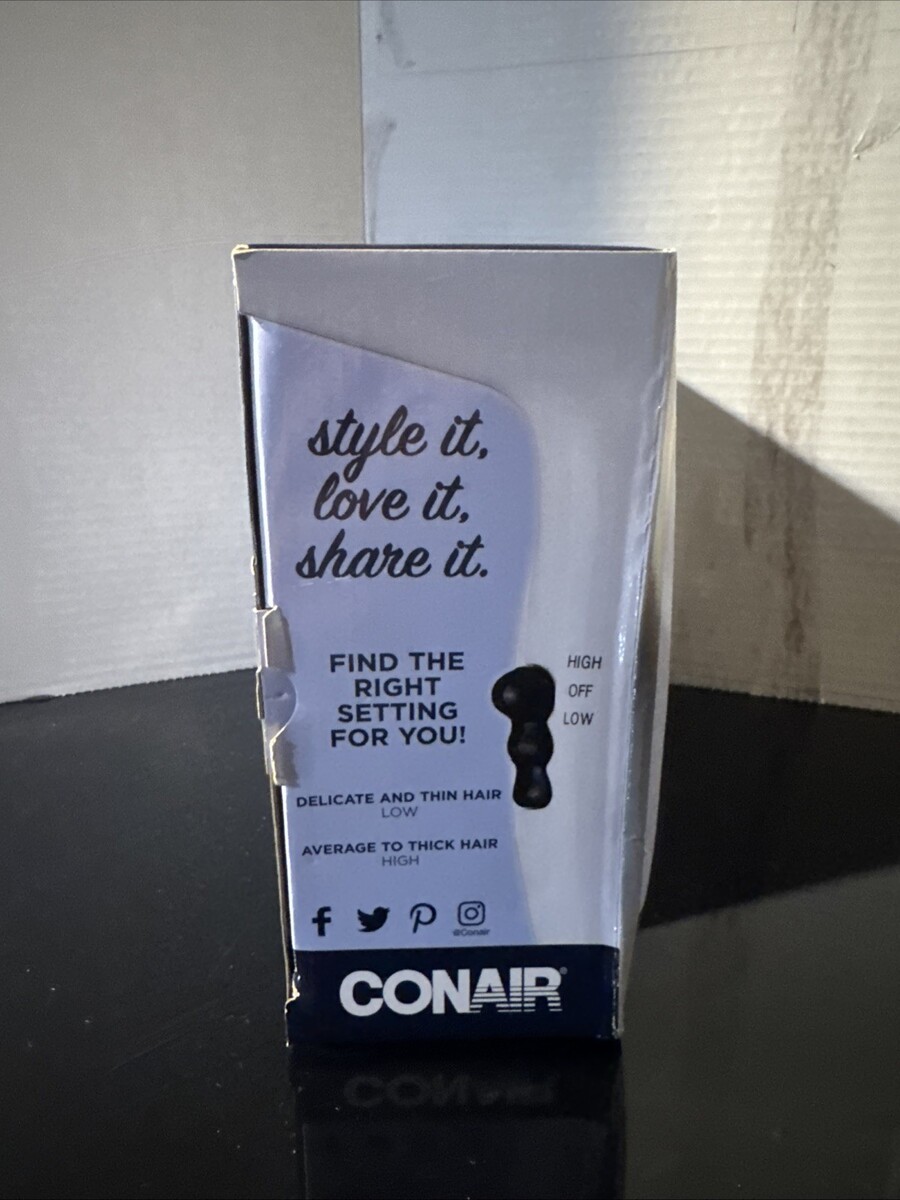 style it,
love it,
share it.
FIND THE
RIGHT
SETTING
FOR YOU!
HIGH
OFF
LOW
DELICATE AND THIN HAIR
LOW
AVERAGE TO THICK HAIR
HIGH
@Conair
CONAIR®